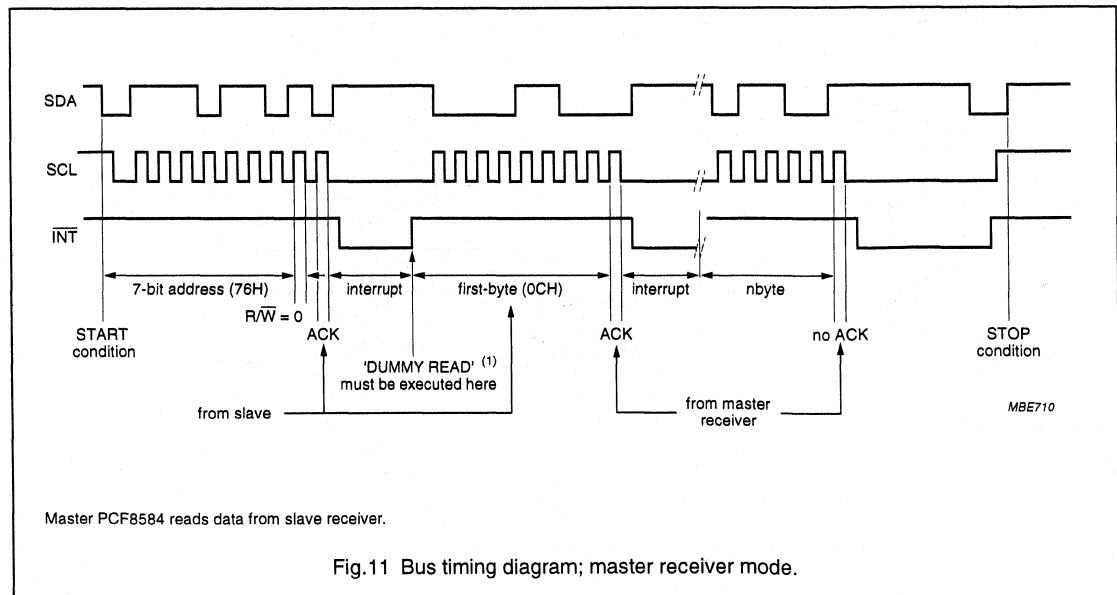 SDA
SCL
INT
7-bit address (76H)
interrupt
first-byte (0CH)
interrupt
nbyte
R/W = 0
START
condition
ACK
ACK
no ACK
STOP
condition
'DUMMY READ' (1)
must be executed here
from slave
from master
receiver
MBE710
Master PCF8584 reads data from slave receiver.
Fig.11 Bus timing diagram; master receiver mode.